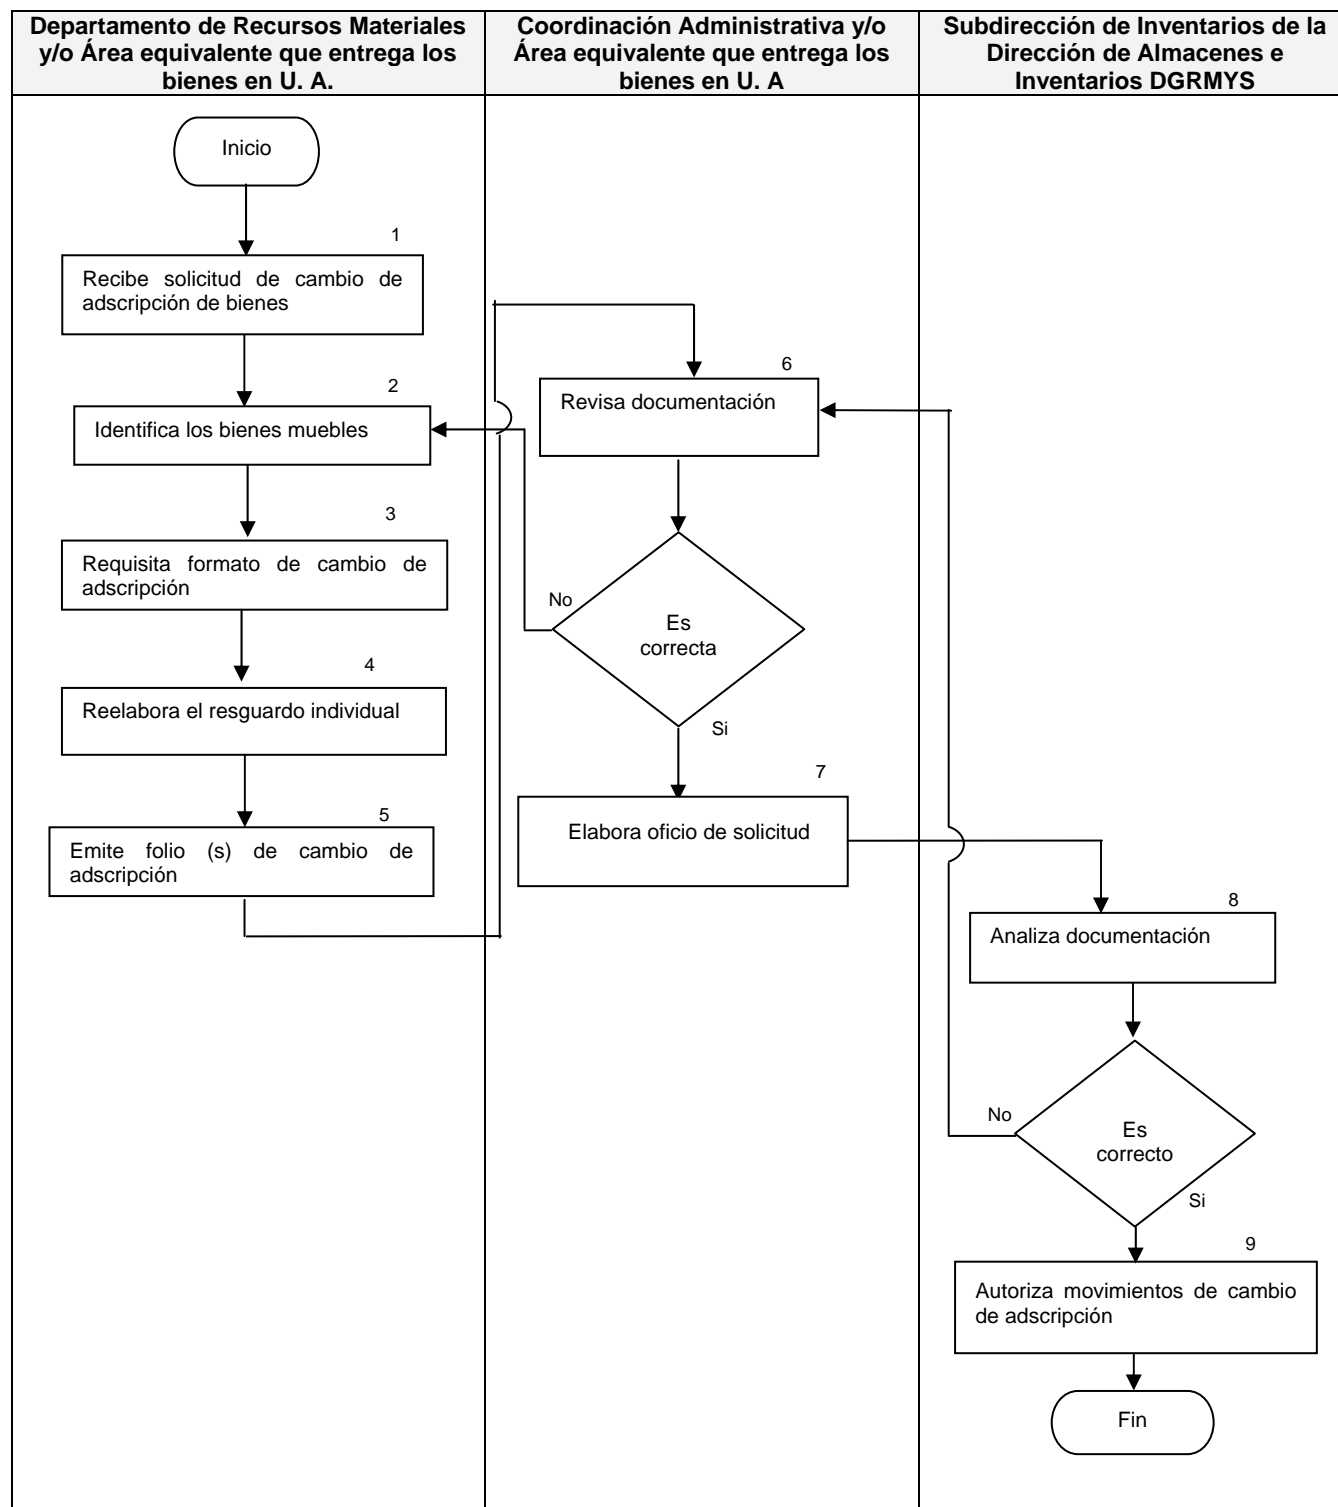 Departamento de Recursos Materiales
y/o Área equivalente que entrega los
bienes en U. A.
Coordinación Administrativa y/o
Área equivalente que entrega los
bienes en U. A
Subdirección de Inventarios de la
Dirección de Almacenes e
Inventarios DGRMYS
Inicio
1
Recibe solicitud de cambio de
adscripción de bienes
2
Identifica los bienes muebles
3
Requisita formato de cambio de
adscripción
4
Reelabora el resguardo individual
5
Emite folio (s) de cambio de
adscripción
6
Revisa documentación
No
Es
correcta
Si
7
Elabora oficio de solicitud
8
Analiza documentación
No
Es
correcto
Si
9
Autoriza movimientos de cambio
de adscripción
Fin